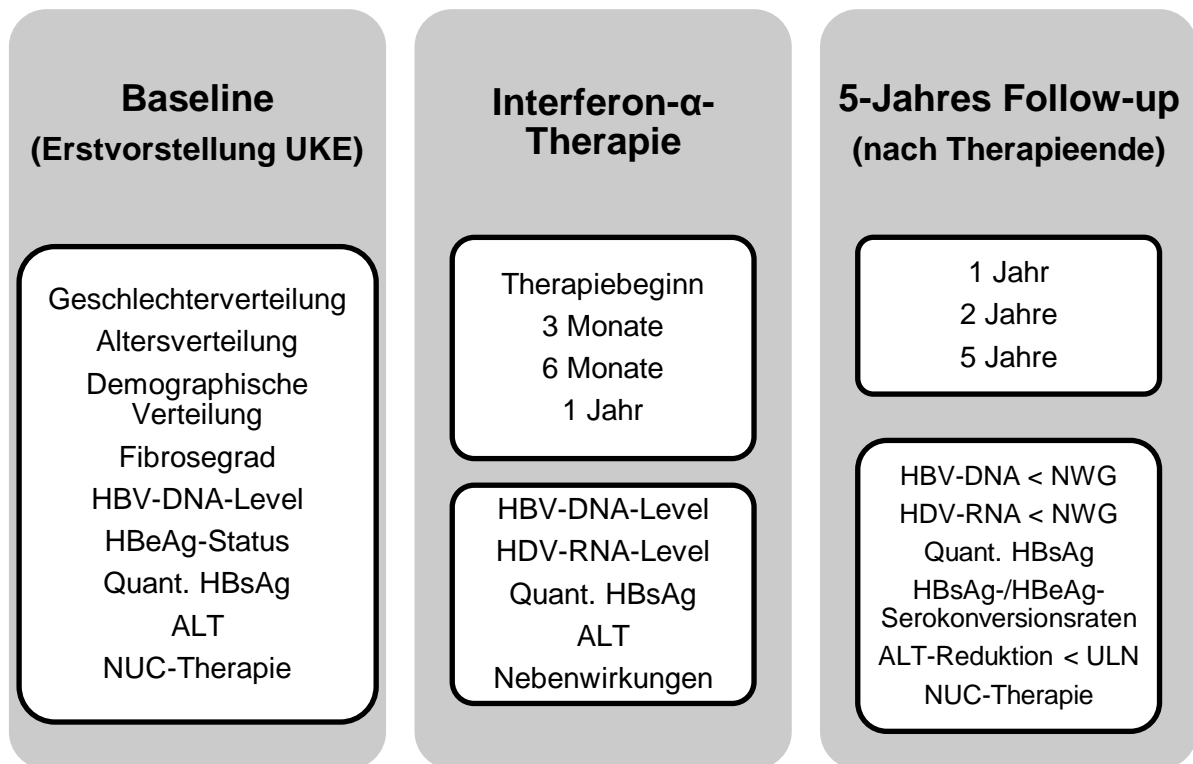 Baseline
(Erstvorstellung UKE)
Geschlechterverteilung
Altersverteilung
Demographische
Verteilung
Fibrosegrad
HBV-DNA-Level
HBeAg-Status
Quant. HBsAg
ALT
NUC-Therapie
Interferon-α-
Therapie
Therapiebeginn
3 Monate
6 Monate
1 Jahr
HBV-DNA-Level
HDV-RNA-Level
Quant. HBsAg
ALT
Nebenwirkungen
5-Jahres Follow-up
(nach Therapieende)
1 Jahr
2 Jahre
5 Jahre
HBV-DNA < NWG
HDV-RNA < NWG
Quant. HBsAg
HBsAg-/HBeAg-
Serokonversionsraten
ALT-Reduktion < ULN
NUC-Therapie